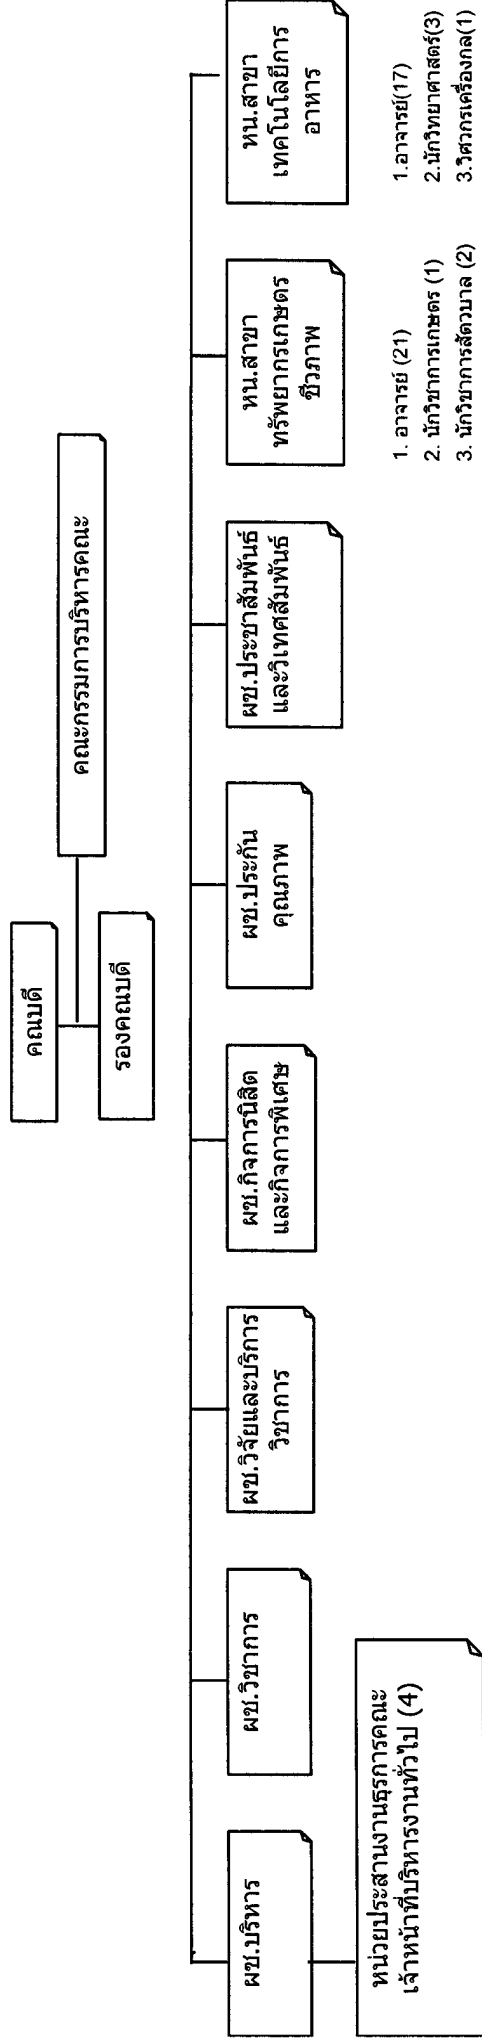 คณบดี
คณะกรรมการบริหารคณะ
รองคณบดี
ผช.บริหาร
ผช.วิชาการ
ผช.วิจัยและบริการ
วิชาการ
ผช.กิจการนิสิต
และกิจการพิเศษ
ผช.ประกัน
คุณภาพ
ผช.ประชาสัมพันธ์
และวิเทศสัมพันธ์
หน.สาขา
ทรัพยากรเกษตร
ชีวภาพ
หน.สาขา
เทคโนโลยีการ
อาหาร
หน่วยประสานงานธุรการคณะ
เจ้าหน้าที่บริหารงานทั่วไป (4)
1. อาจารย์ (21)
2. นักวิชาการเกษตร (1)
3. นักวิชาการสัตวบาล (2)
1.อาจารย์(17)
2.นักวิทยาศาสตร์(3)
3.วิศวกรเครื่องกล(1)